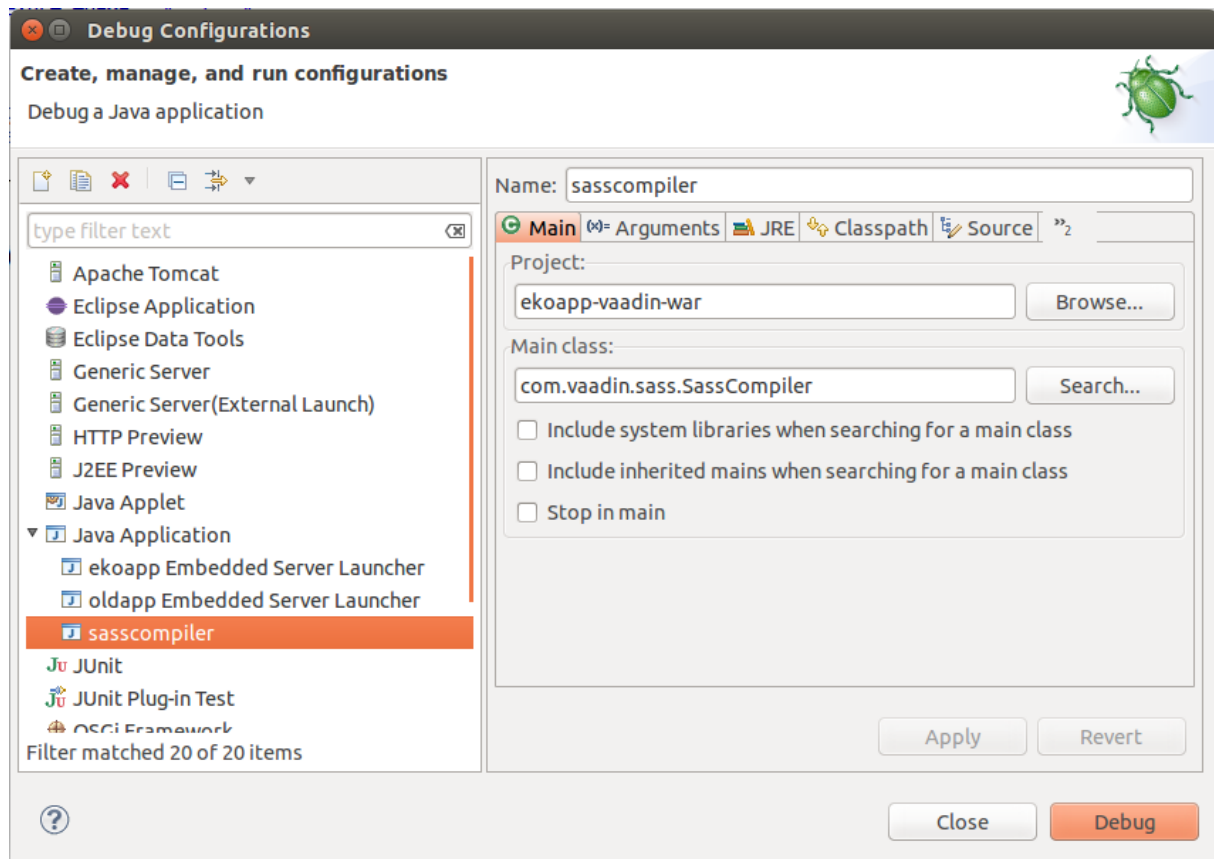 Debug Configurations
Create, manage, and run configurations
Debug a Java application
type filter text
Apache Tomcat
Eclipse Application
Eclipse Data Tools
Generic Server
Generic Server(External Launch)
HTTP Preview
J2EE Preview
Java Applet
Java Application
ekoapp Embedded Server Launcher
oldapp Embedded Server Launcher
sasscompiler
JUnit
JUnit Plug-in Test
OSGi Framework
Filter matched 20 of 20 items
Name: sasscompiler
Main (x)= Arguments JRE Classpath Source »2
Project:
ekoapp-vaadin-war Browse...
Main class:
com.vaadin.sass.SassCompiler Search...
Include system libraries when searching for a main class
Include inherited mains when searching for a main class
Stop in main
Apply Revert
Close Debug